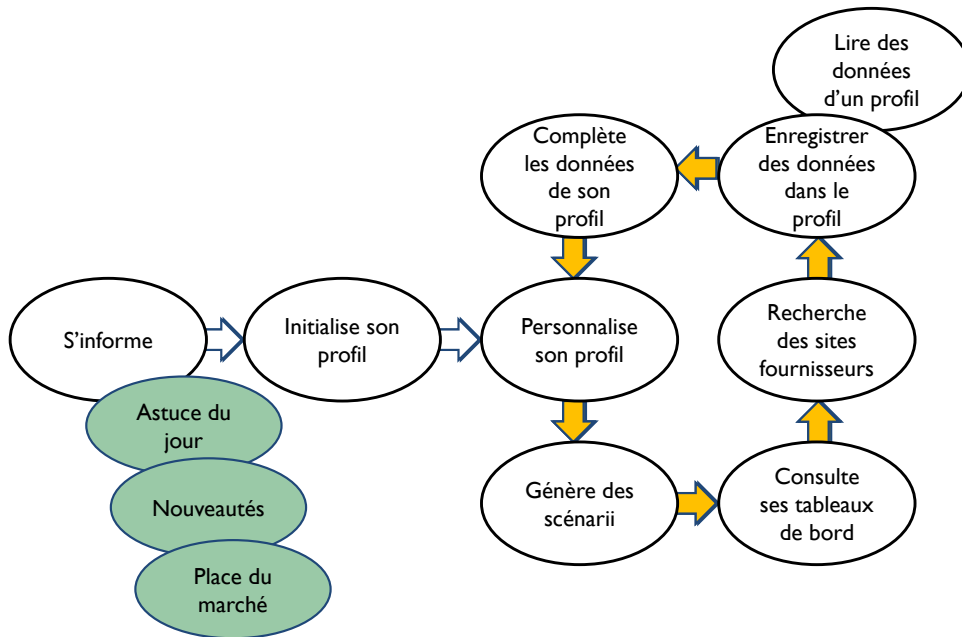 Lire des
données
d’un profil
Complète
les données
de son
profil
Enregistrer
des données
dans le
profil
S’informe
Initialise son
profil
Personnalise
son profil
Recherche
des sites
fournisseurs
Astuce du
jour
Nouveautés
Place du
marché
Génère des
scénarii
Consulte
ses tableaux
de bord